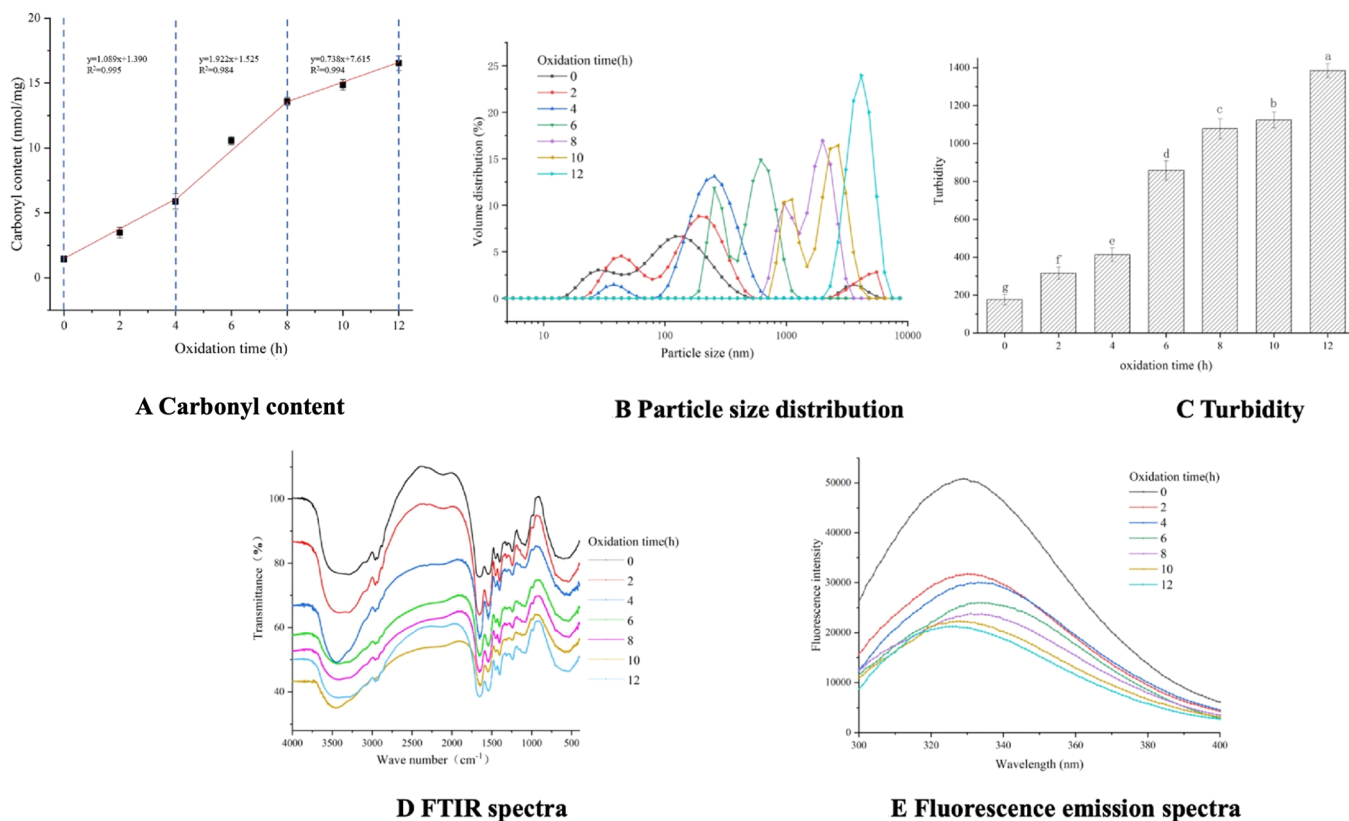 20
15
10
5
0
Carbonyl content (nmol/mg)
y=1.089x+1.390
R²=0.995
y=1.922x+1.525
R²=0.984
y=0.738x+7.615
R²=0.994
0 2 4 6 8 10 12
Oxidation time (h)
A Carbonyl content
25
20
15
10
5
0
Volume distribution (%)
Oxidation time(h)
0
2
4
6
8
10
12
10 100 1000 10000
Particle size (nm)
B Particle size distribution
1400
1200
1000
800
600
400
200
0
Turbidity
g
f
e
d
c
b
a
0 2 4 6 8 10 12
oxidation time (h)
C Turbidity
100
80
60
40
Transmittance (%)
Oxidation time(h)
0
2
4
6
8
10
12
4000 3500 3000 2500 2000 1500 1000 500
Wave number (cm⁻¹)
D FTIR spectra
50000
40000
30000
20000
10000
0
Fluorescence intensity
Oxidation time(h)
0
2
4
6
8
10
12
300 320 340 360 380 400
Wavelength (nm)
E Fluorescence emission spectra